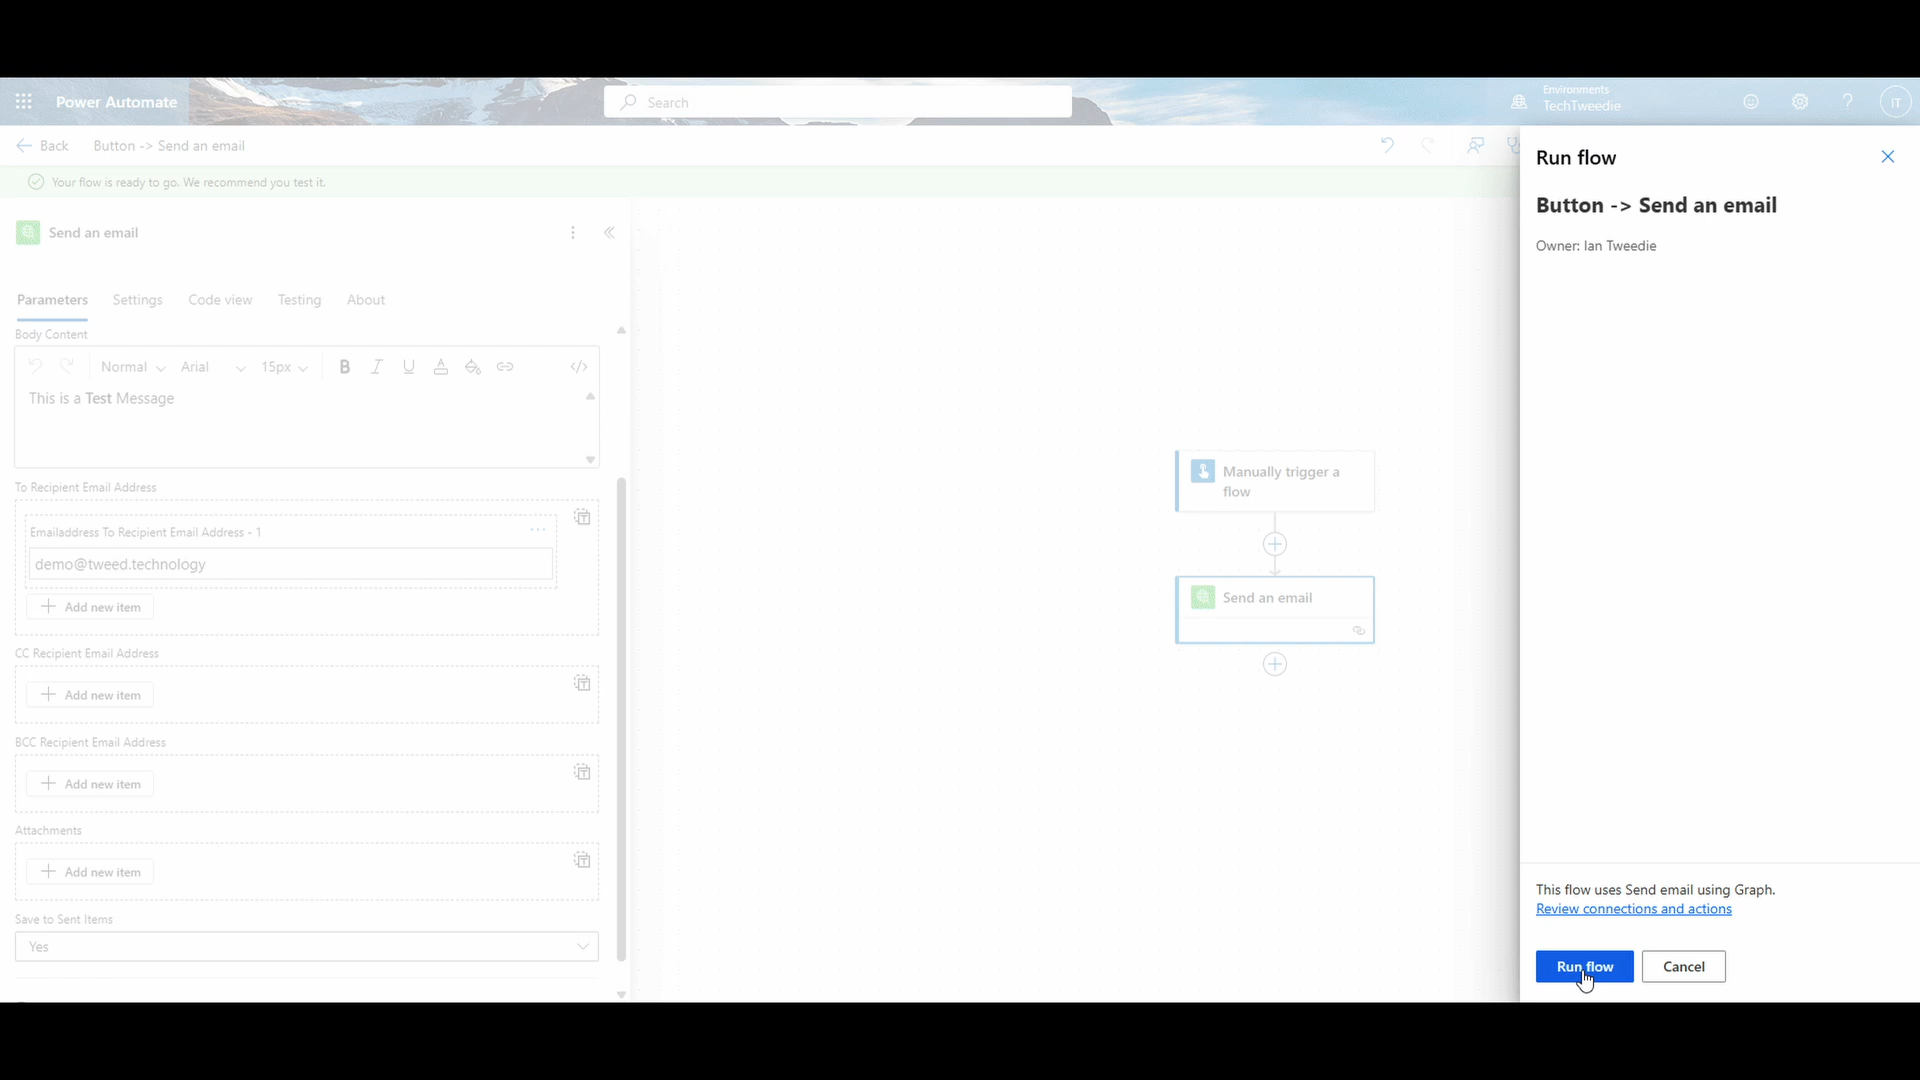 Power Automate
Search
Environments
TechTweedie
IT
Back
Button -> Send an email
Your flow is ready to go. We recommend you test it.
Send an email
Parameters
Settings
Code view
Testing
About
Body Content
Normal
Arial
15px
This is a Test Message
To Recipient Email Address
Emailaddress To Recipient Email Address - 1
demo@tweed.technology
Add new item
CC Recipient Email Address
Add new item
BCC Recipient Email Address
Add new item
Attachments
Add new item
Save to Sent Items
Yes
Manually trigger a
flow
Send an email
Run flow
Button -> Send an email
Owner: Ian Tweedie
This flow uses Send email using Graph.
Review connections and actions
Run flow
Cancel